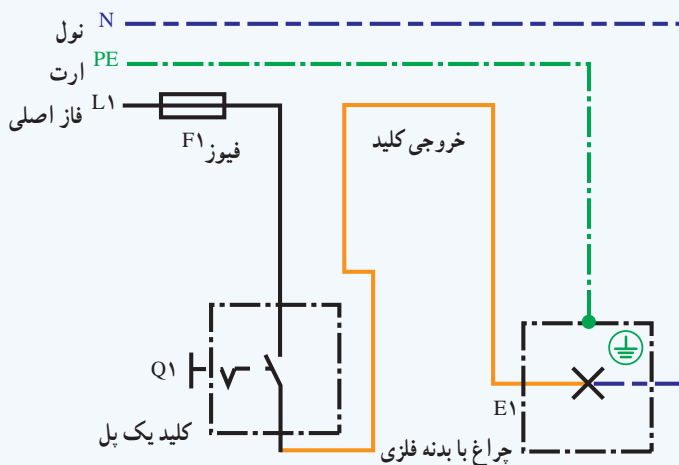 نول N
ارت PE
فاز اصلی L۱
فیوز F۱
خروجی کلید
Q۱
کلید یک پل
E۱
چراغ با بدنه فلزی